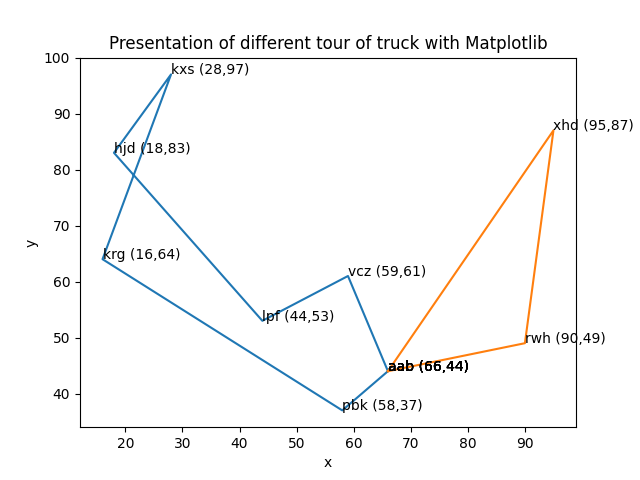 Presentation of different tour of truck with Matplotlib
100
kxs (28,97)
90
xhd (95,87)
hjd (18,83)
80
70
krg (16,64)
vcz (59,61)
60
lpf (44,53)
50
rwh (90,49)
aab (66,44)
40
pbk (58,37)
y
20 30 40 50 60 70 80 90
x